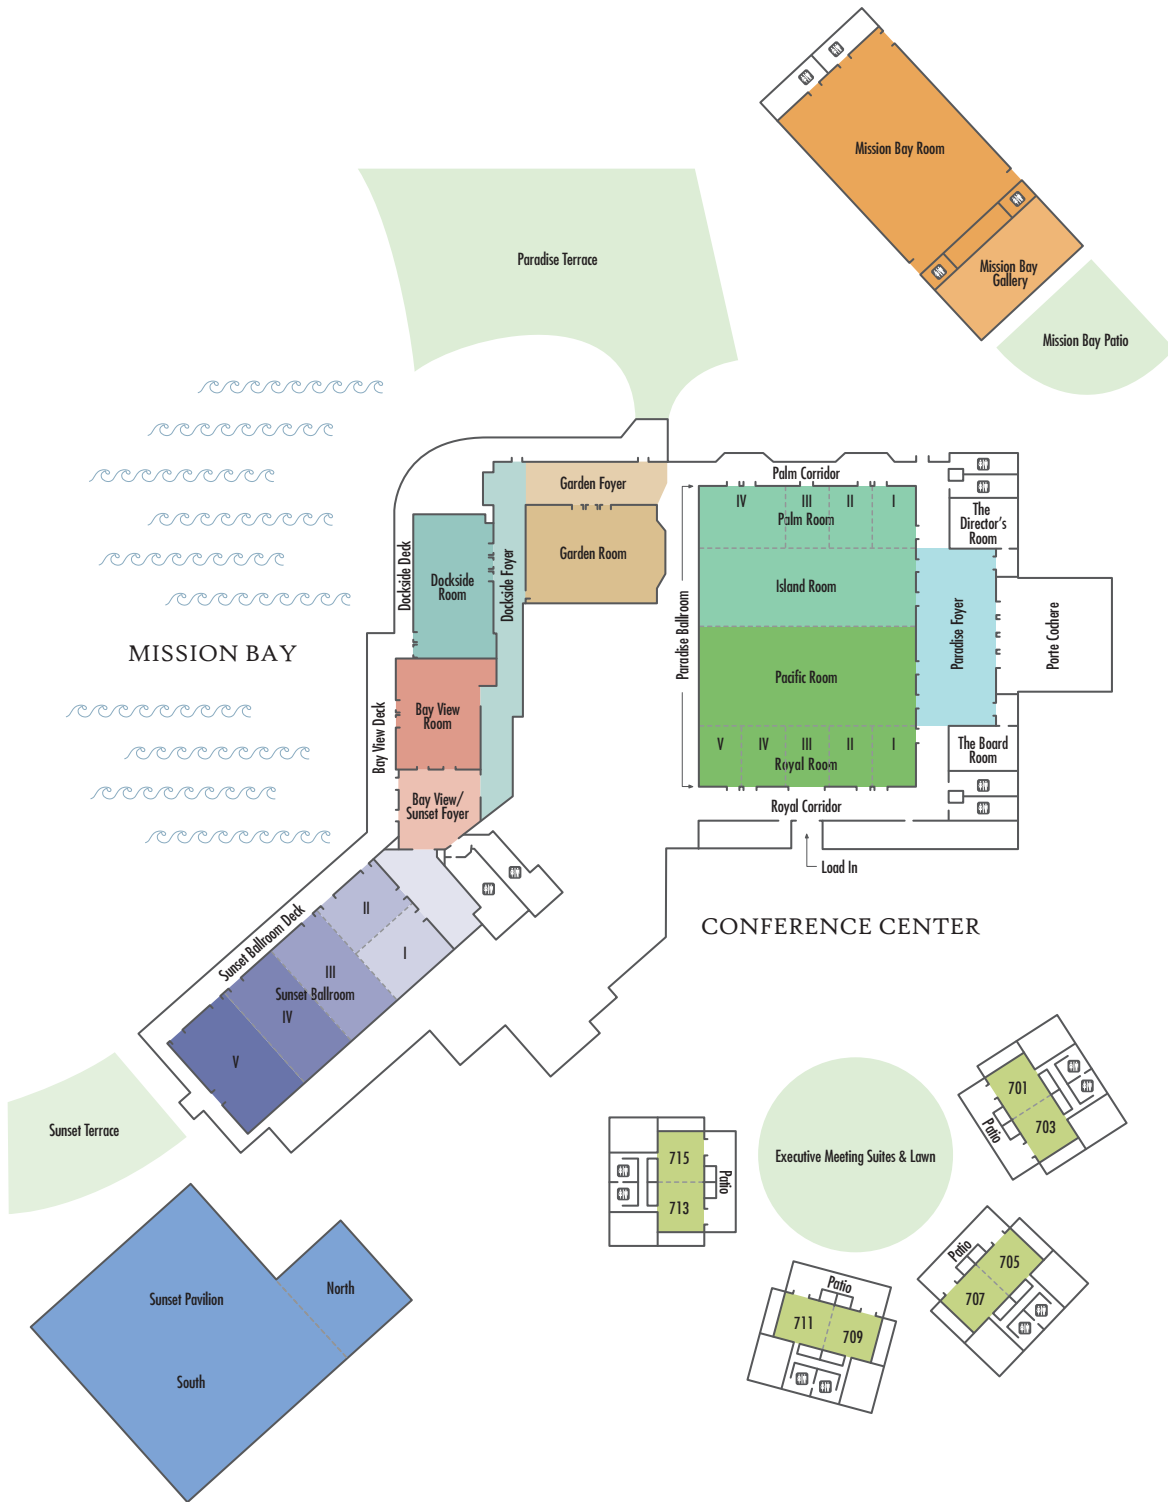 Mission Bay Room
Mission Bay
Gallery
Mission Bay Patio
Paradise Terrace
Palm Corridor
Garden Foyer
Garden Room
Dockside Deck
Dockside
Room
Dockside Foyer
Paradise Ballroom
IV
III
II
I
Palm Room
Island Room
Pacific Room
V
IV
III
II
I
Royal Room
Royal Corridor
Load In
The
Director's
Room
Paradise Foyer
Porte Cochere
The Board
Room
MISSION BAY
Bay View Deck
Bay View
Room
Bay View/
Sunset Foyer
Sunset Ballroom Deck
II
I
III
Sunset Ballroom
IV
V
CONFERENCE CENTER
Sunset Terrace
Sunset Pavilion
North
South
Executive Meeting Suites & Lawn
701
703
Patio
705
707
Patio
711
709
Patio
715
713
Patio